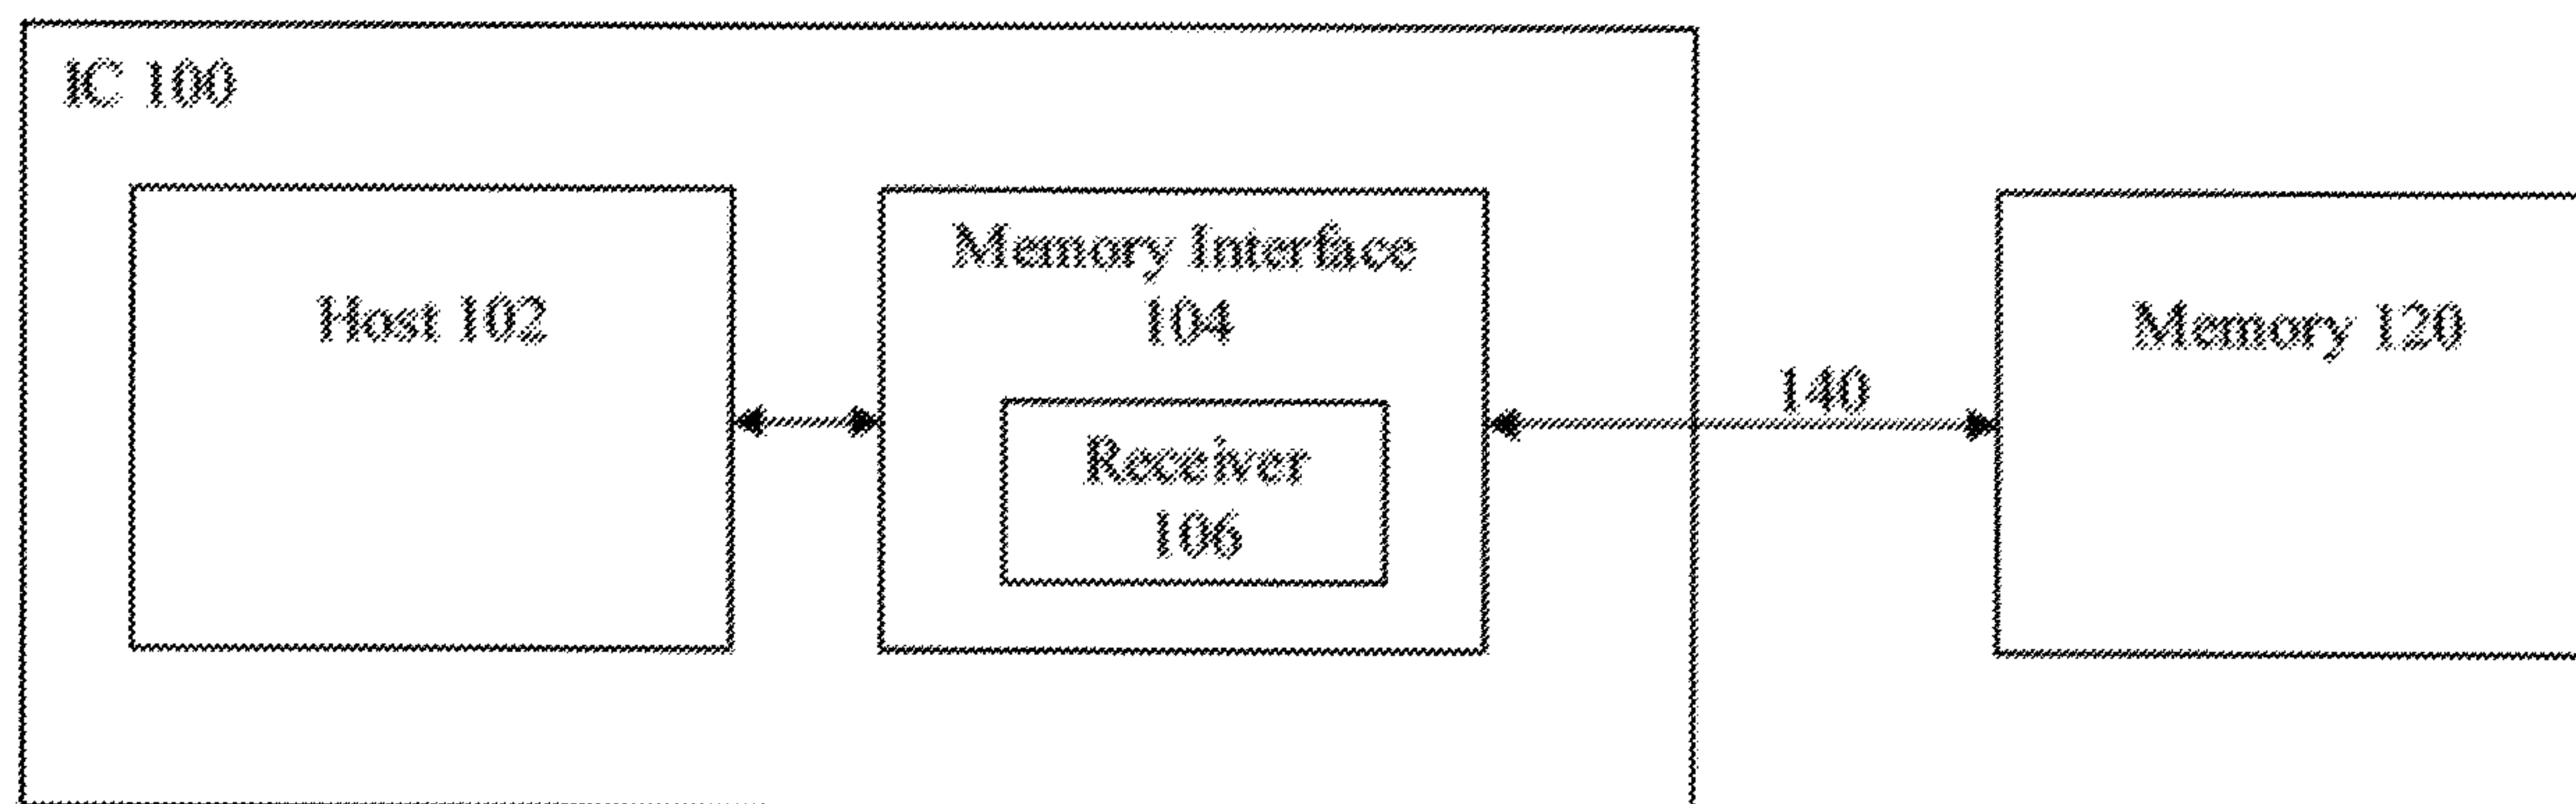 IC 100
Host 102
Memory Interface
104
Receiver
106
140
Memory 120